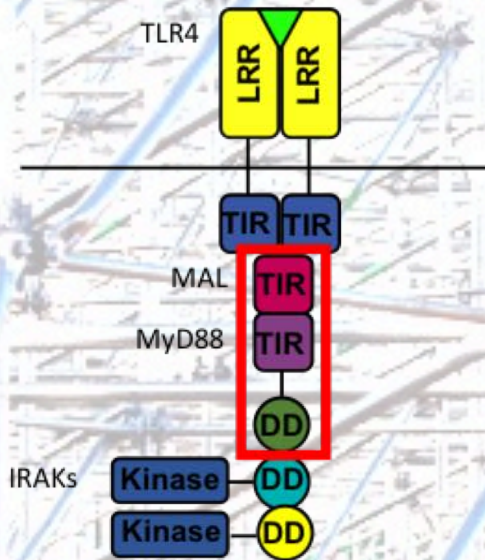 TLR4
LRR LRR
TIR TIR
MAL TIR
MyD88 TIR
DD
IRAKs Kinase DD
Kinase DD